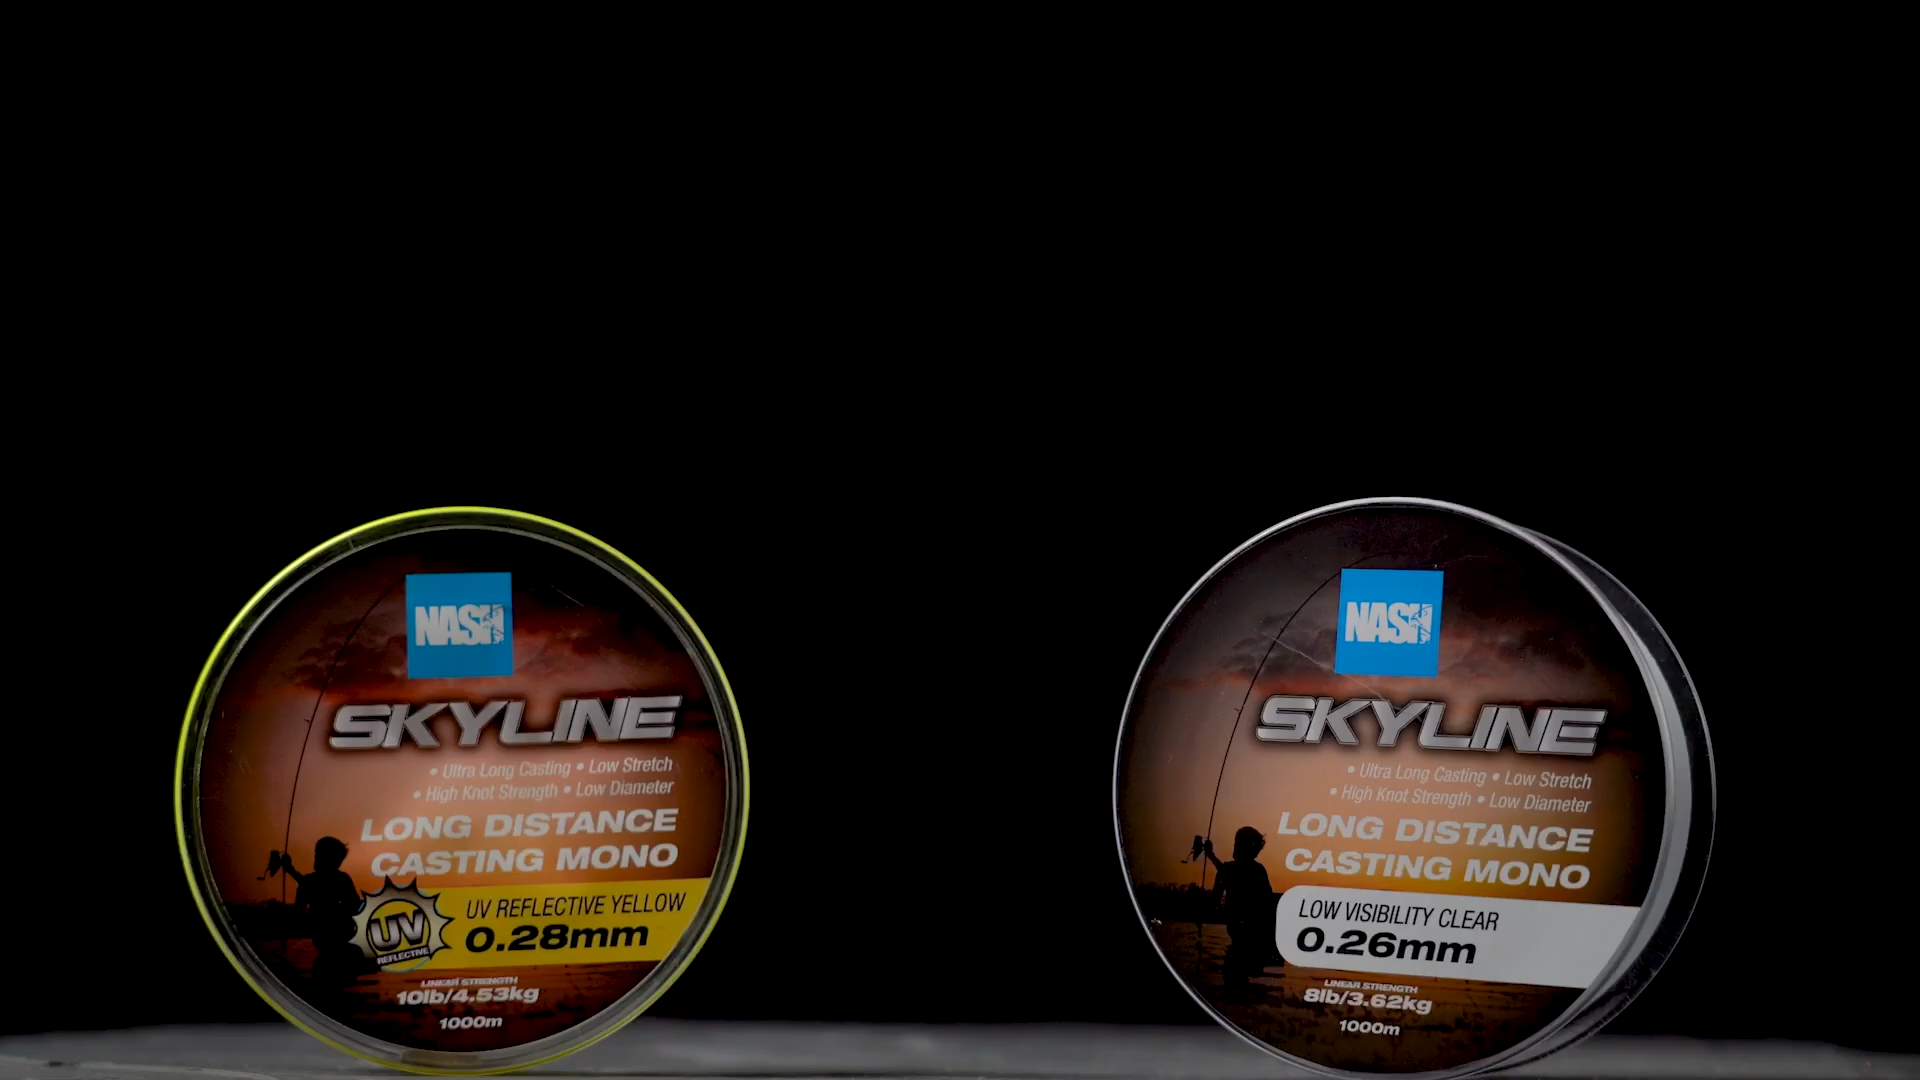 NASH
SKYLINE
• Ultra Long Casting • Low Stretch
• High Knot Strength • Low Diameter
LONG DISTANCE
CASTING MONO
UV
REFLECTIVE
UV REFLECTIVE YELLOW
0.28mm
LINEAR STRENGTH
10lb/4.53kg
1000m
NASH
SKYLINE
• Ultra Long Casting • Low Stretch
• High Knot Strength • Low Diameter
LONG DISTANCE
CASTING MONO
LOW VISIBILITY CLEAR
0.26mm
LINEAR STRENGTH
8lb/3.62kg
1000m